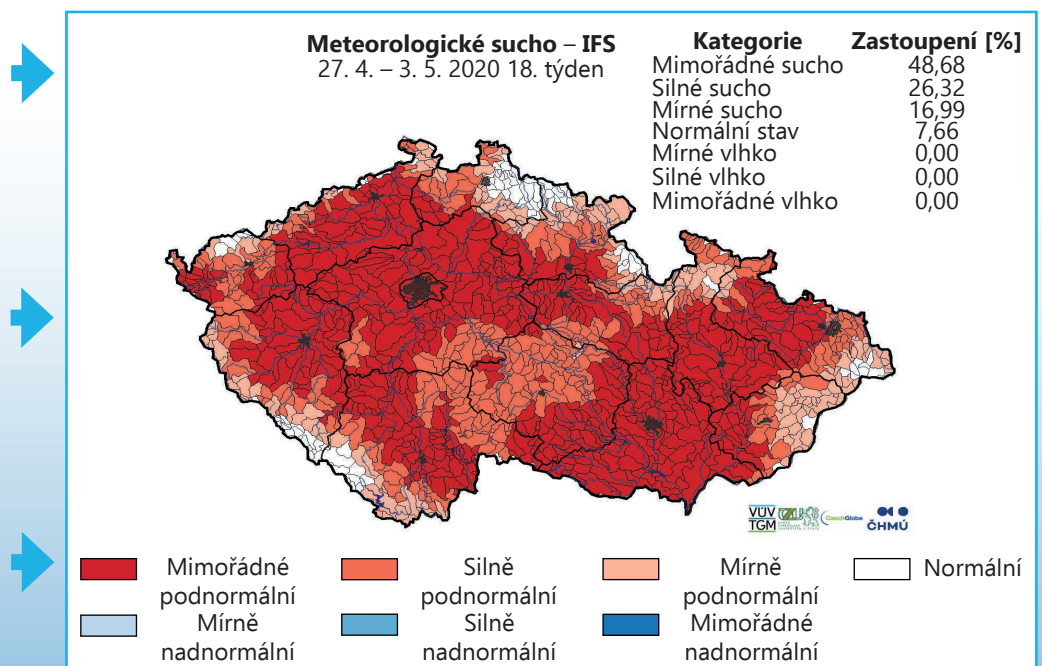 Meteorologické sucho – IFS
27. 4. – 3. 5. 2020 18. týden
Kategorie Zastoupení [%]
Mimořádné sucho 48,68
Silné sucho 26,32
Mírné sucho 16,99
Normální stav 7,66
Mírné vlhko 0,00
Silné vlhko 0,00
Mimořádné vlhko 0,00
VÚV
TGM
CzechGlobe
ČHMÚ
Mimořádné
podnormální
Silně
podnormální
Mírně
podnormální
Normální
Mírně
nadnormální
Silně
nadnormální
Mimořádné
nadnormální